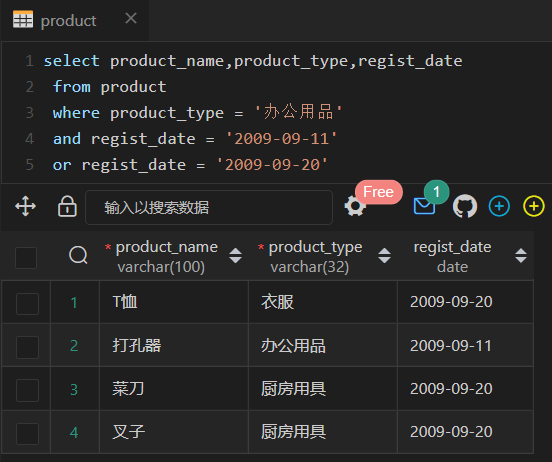 product
1 select product_name,product_type,regist_date
2 from product
3 where product_type = '办公用品'
4 and regist_date = '2009-09-11'
5 or regist_date = '2009-09-20'
输入以搜索数据 Free 1
* product_name * product_type regist_date
varchar(100) varchar(32) date
1 T恤 衣服 2009-09-20
2 打孔器 办公用品 2009-09-11
3 菜刀 厨房用具 2009-09-20
4 叉子 厨房用具 2009-09-20